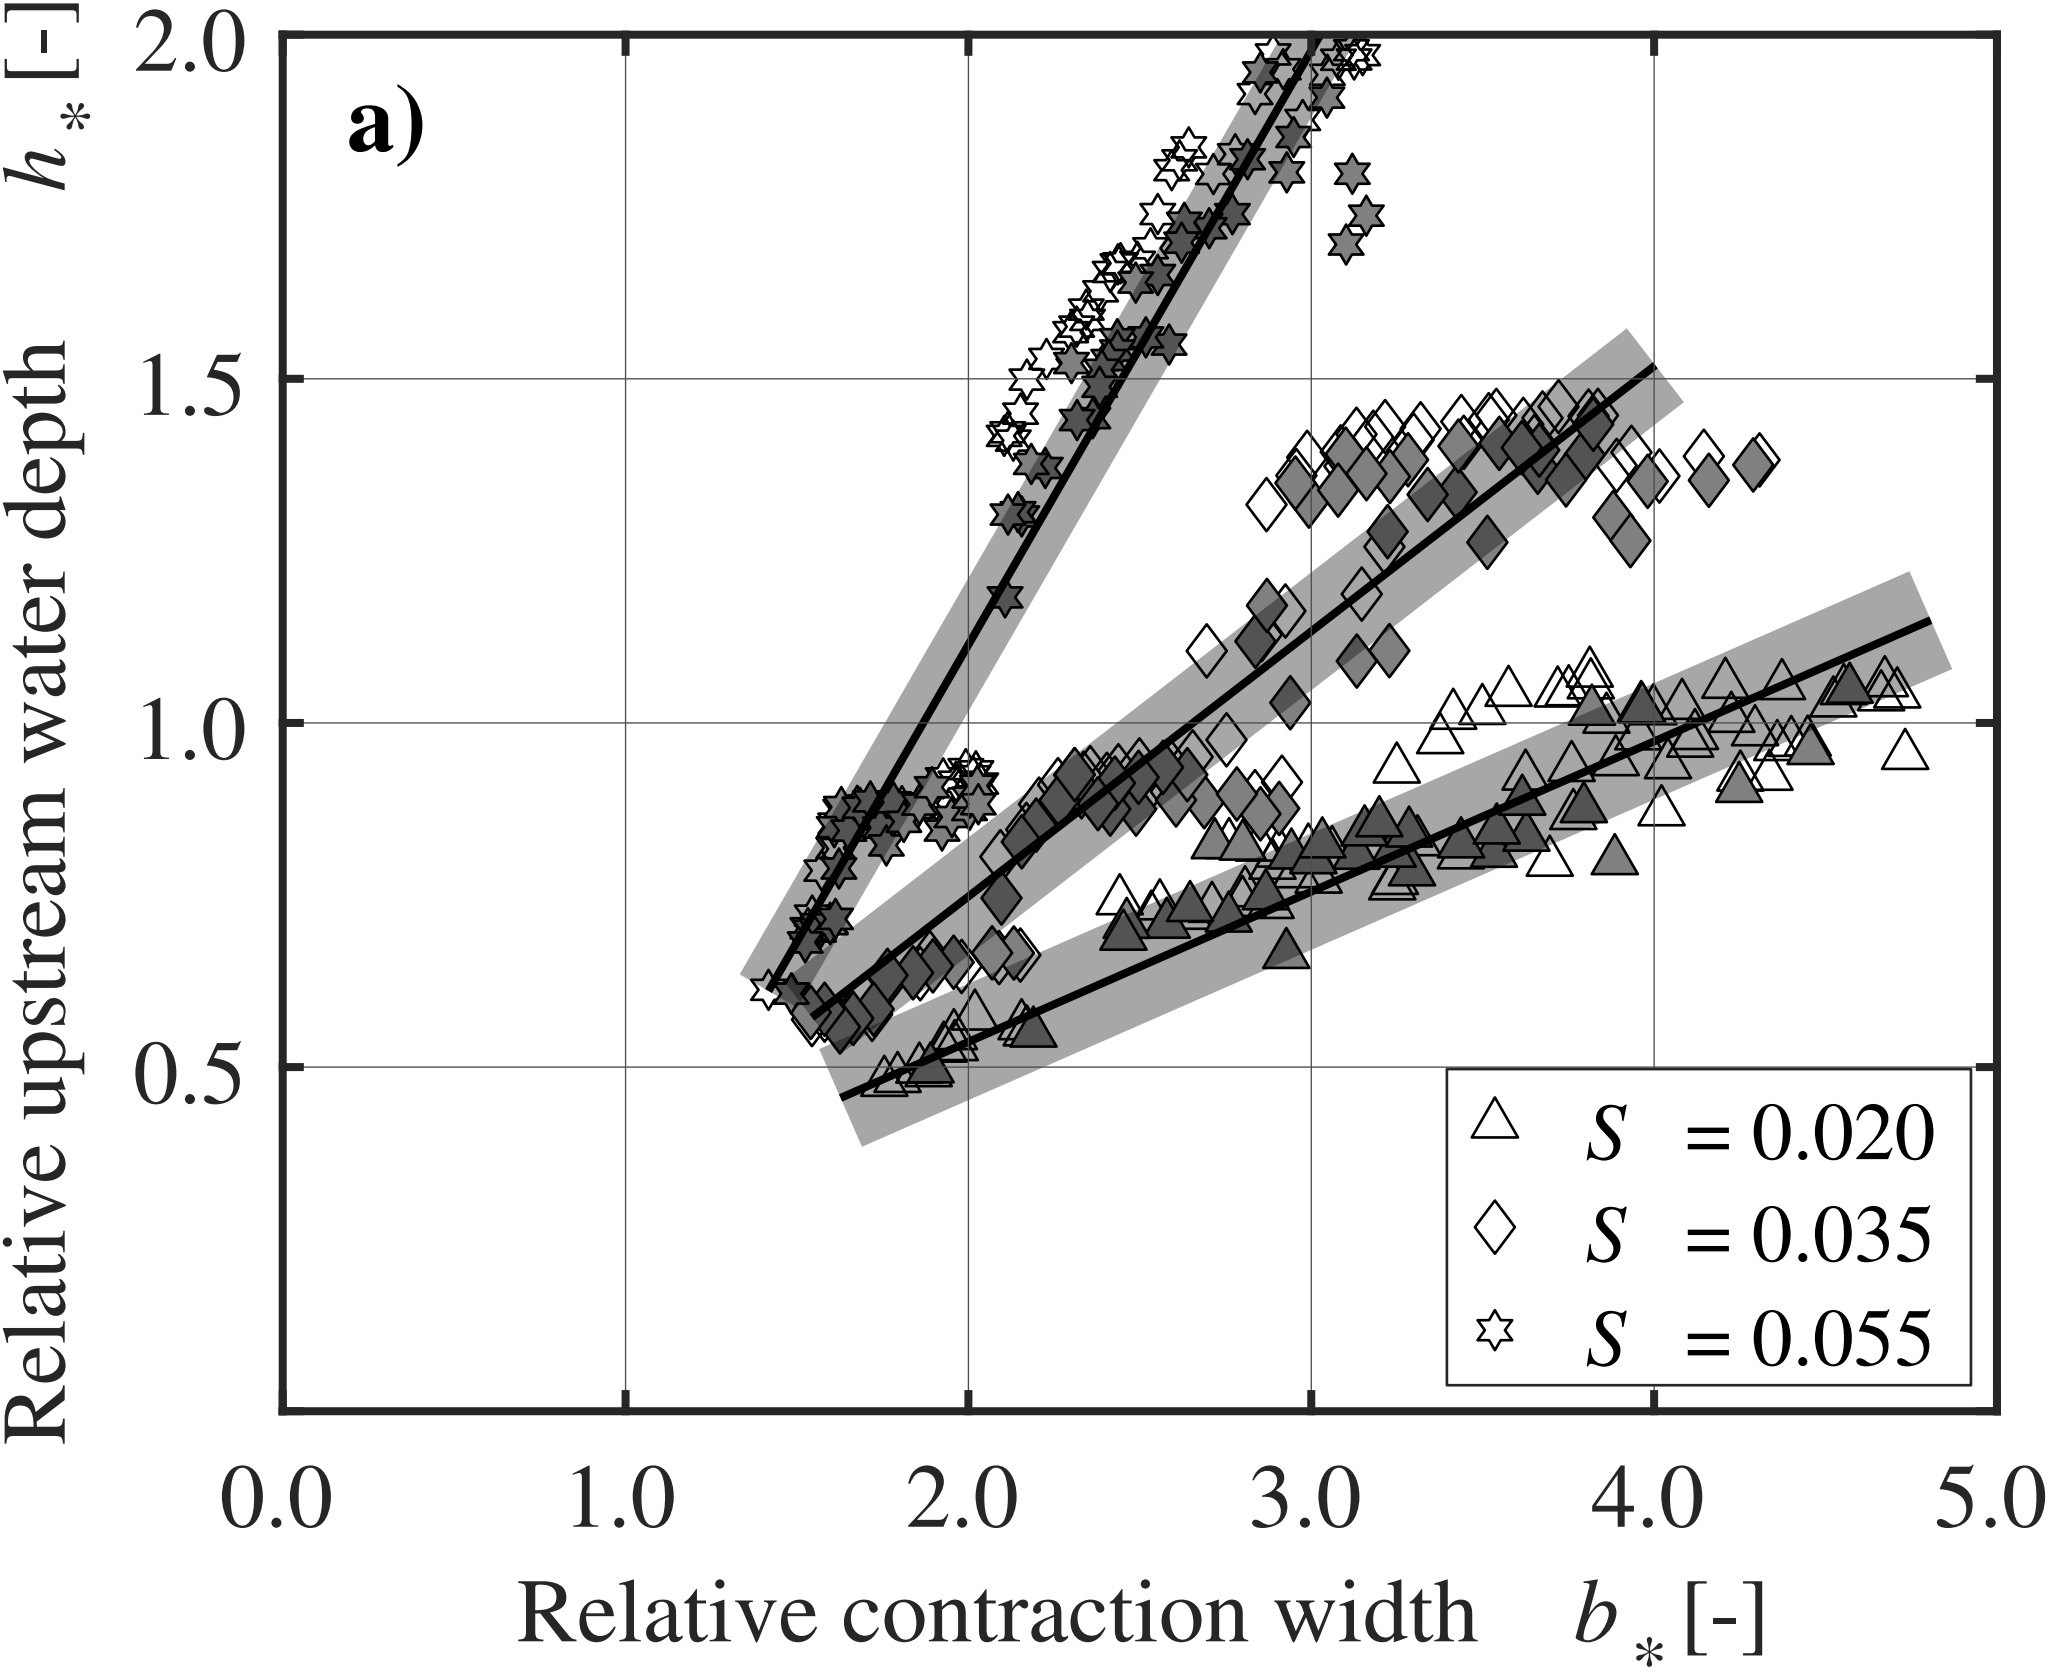 Relative upstream water depth h* [-]
2.0
1.5
1.0
0.5
a)
S = 0.020
S = 0.035
S = 0.055
0.0 1.0 2.0 3.0 4.0 5.0
Relative contraction width b* [-]